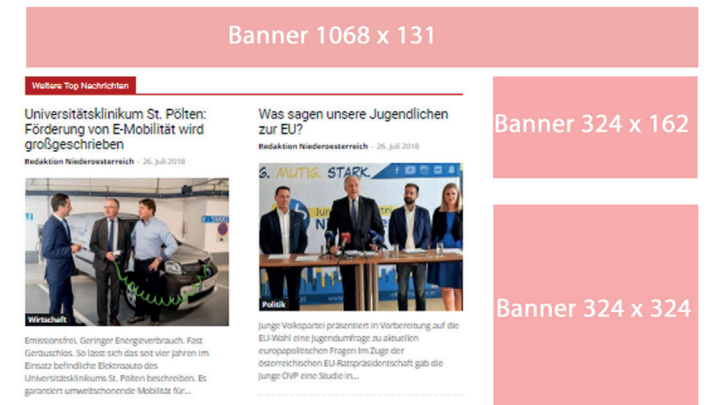 Banner 1068 x 131
Weitere Top Nachrichten
Universitätsklinikum St. Pölten:
Förderung von E-Mobilität wird
großgeschrieben
Redaktion Niederoesterreich - 26. Juli 2018
Wirtschaft
Emissionsfrei. Geringer Energieverbrauch. Fast
Geräuschlos. So lässt sich das seit vier Jahren im
Einsatz befindliche Elektroauto des
Universitätsklinikums St. Pölten beschreiben. Es
garantiert umweltschonende Mobilität für...
Was sagen unsere Jugendlichen
zur EU?
Redaktion Niederoesterreich - 26. Juli 2018
G. MUTIG. STARK.
Politik
Junge Volkspartei präsentiert in Vorbereitung auf die
EU-Wahl eine Jugendumfrage zu aktuellen
europapolitischen Fragen Im Zuge der
österreichischen EU-Ratspräsidentschaft gab die
Junge ÖVP eine Studie in...
Banner 324 x 162
Banner 324 x 324